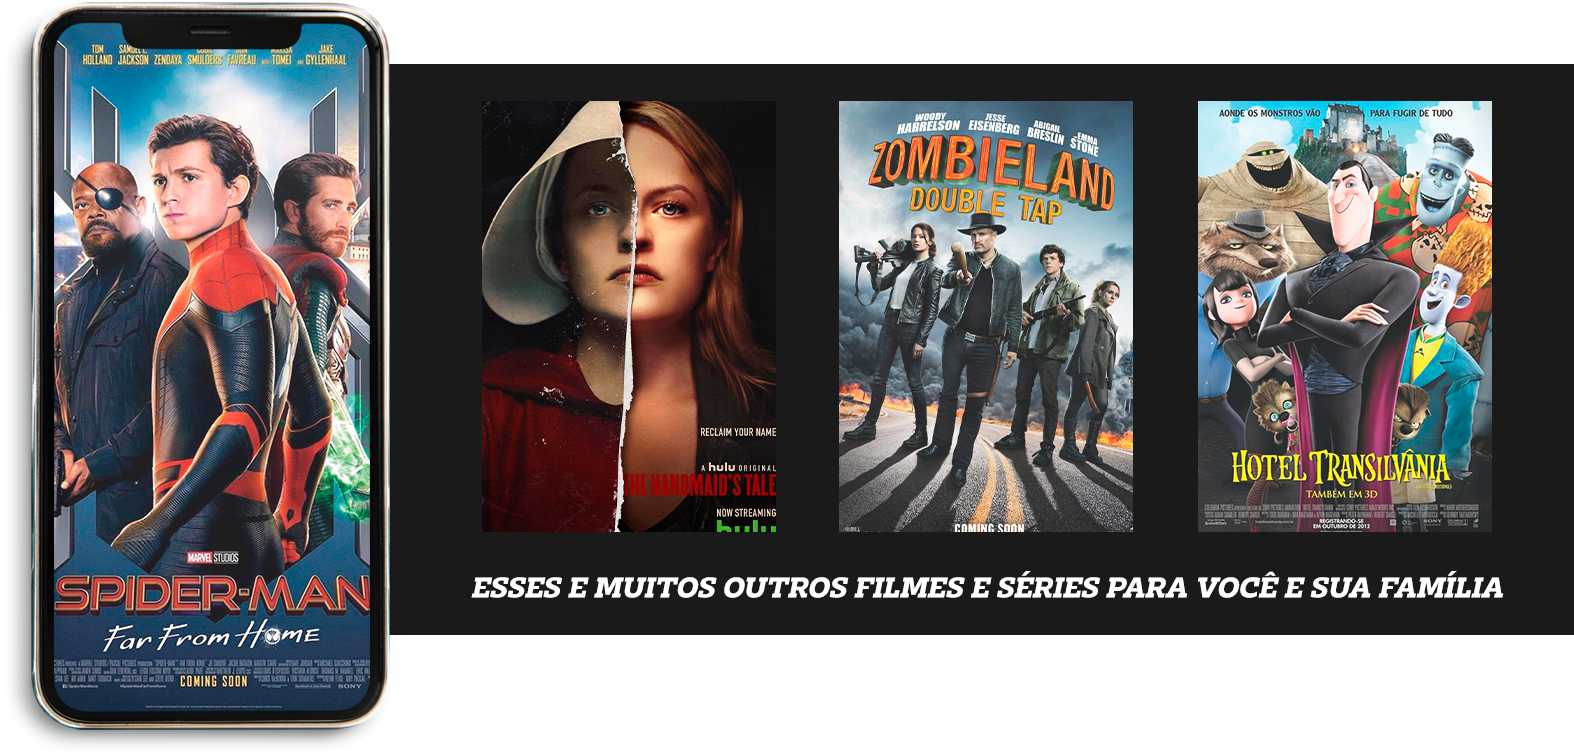 TOM HOLLAND SAMUEL L. JACKSON ZENDAYA COBIE SMULDERS JON FAVREAU WITH MARISA TOMEI AND JAKE GYLLENHAAL
MARVEL STUDIOS
SPIDER-MAN
Far From Home
COMING SOON
SONY
RECLAIM YOUR NAME
A hulu ORIGINAL
THE HANDMAID'S TALE
NOW STREAMING
hulu
WOODY HARRELSON JESSE EISENBERG ABIGAIL BRESLIN EMMA STONE
ZOMBIELAND
DOUBLE TAP
COMING SOON
AONDE OS MONSTROS VÃO PARA FUGIR DE TUDO
HOTEL TRANSILVÂNIA
TAMBÉM EM 3D
REGISTRANDO-SE
EM OUTUBRO DE 2012
ESSES E MUITOS OUTROS FILMES E SÉRIES PARA VOCÊ E SUA FAMÍLIA